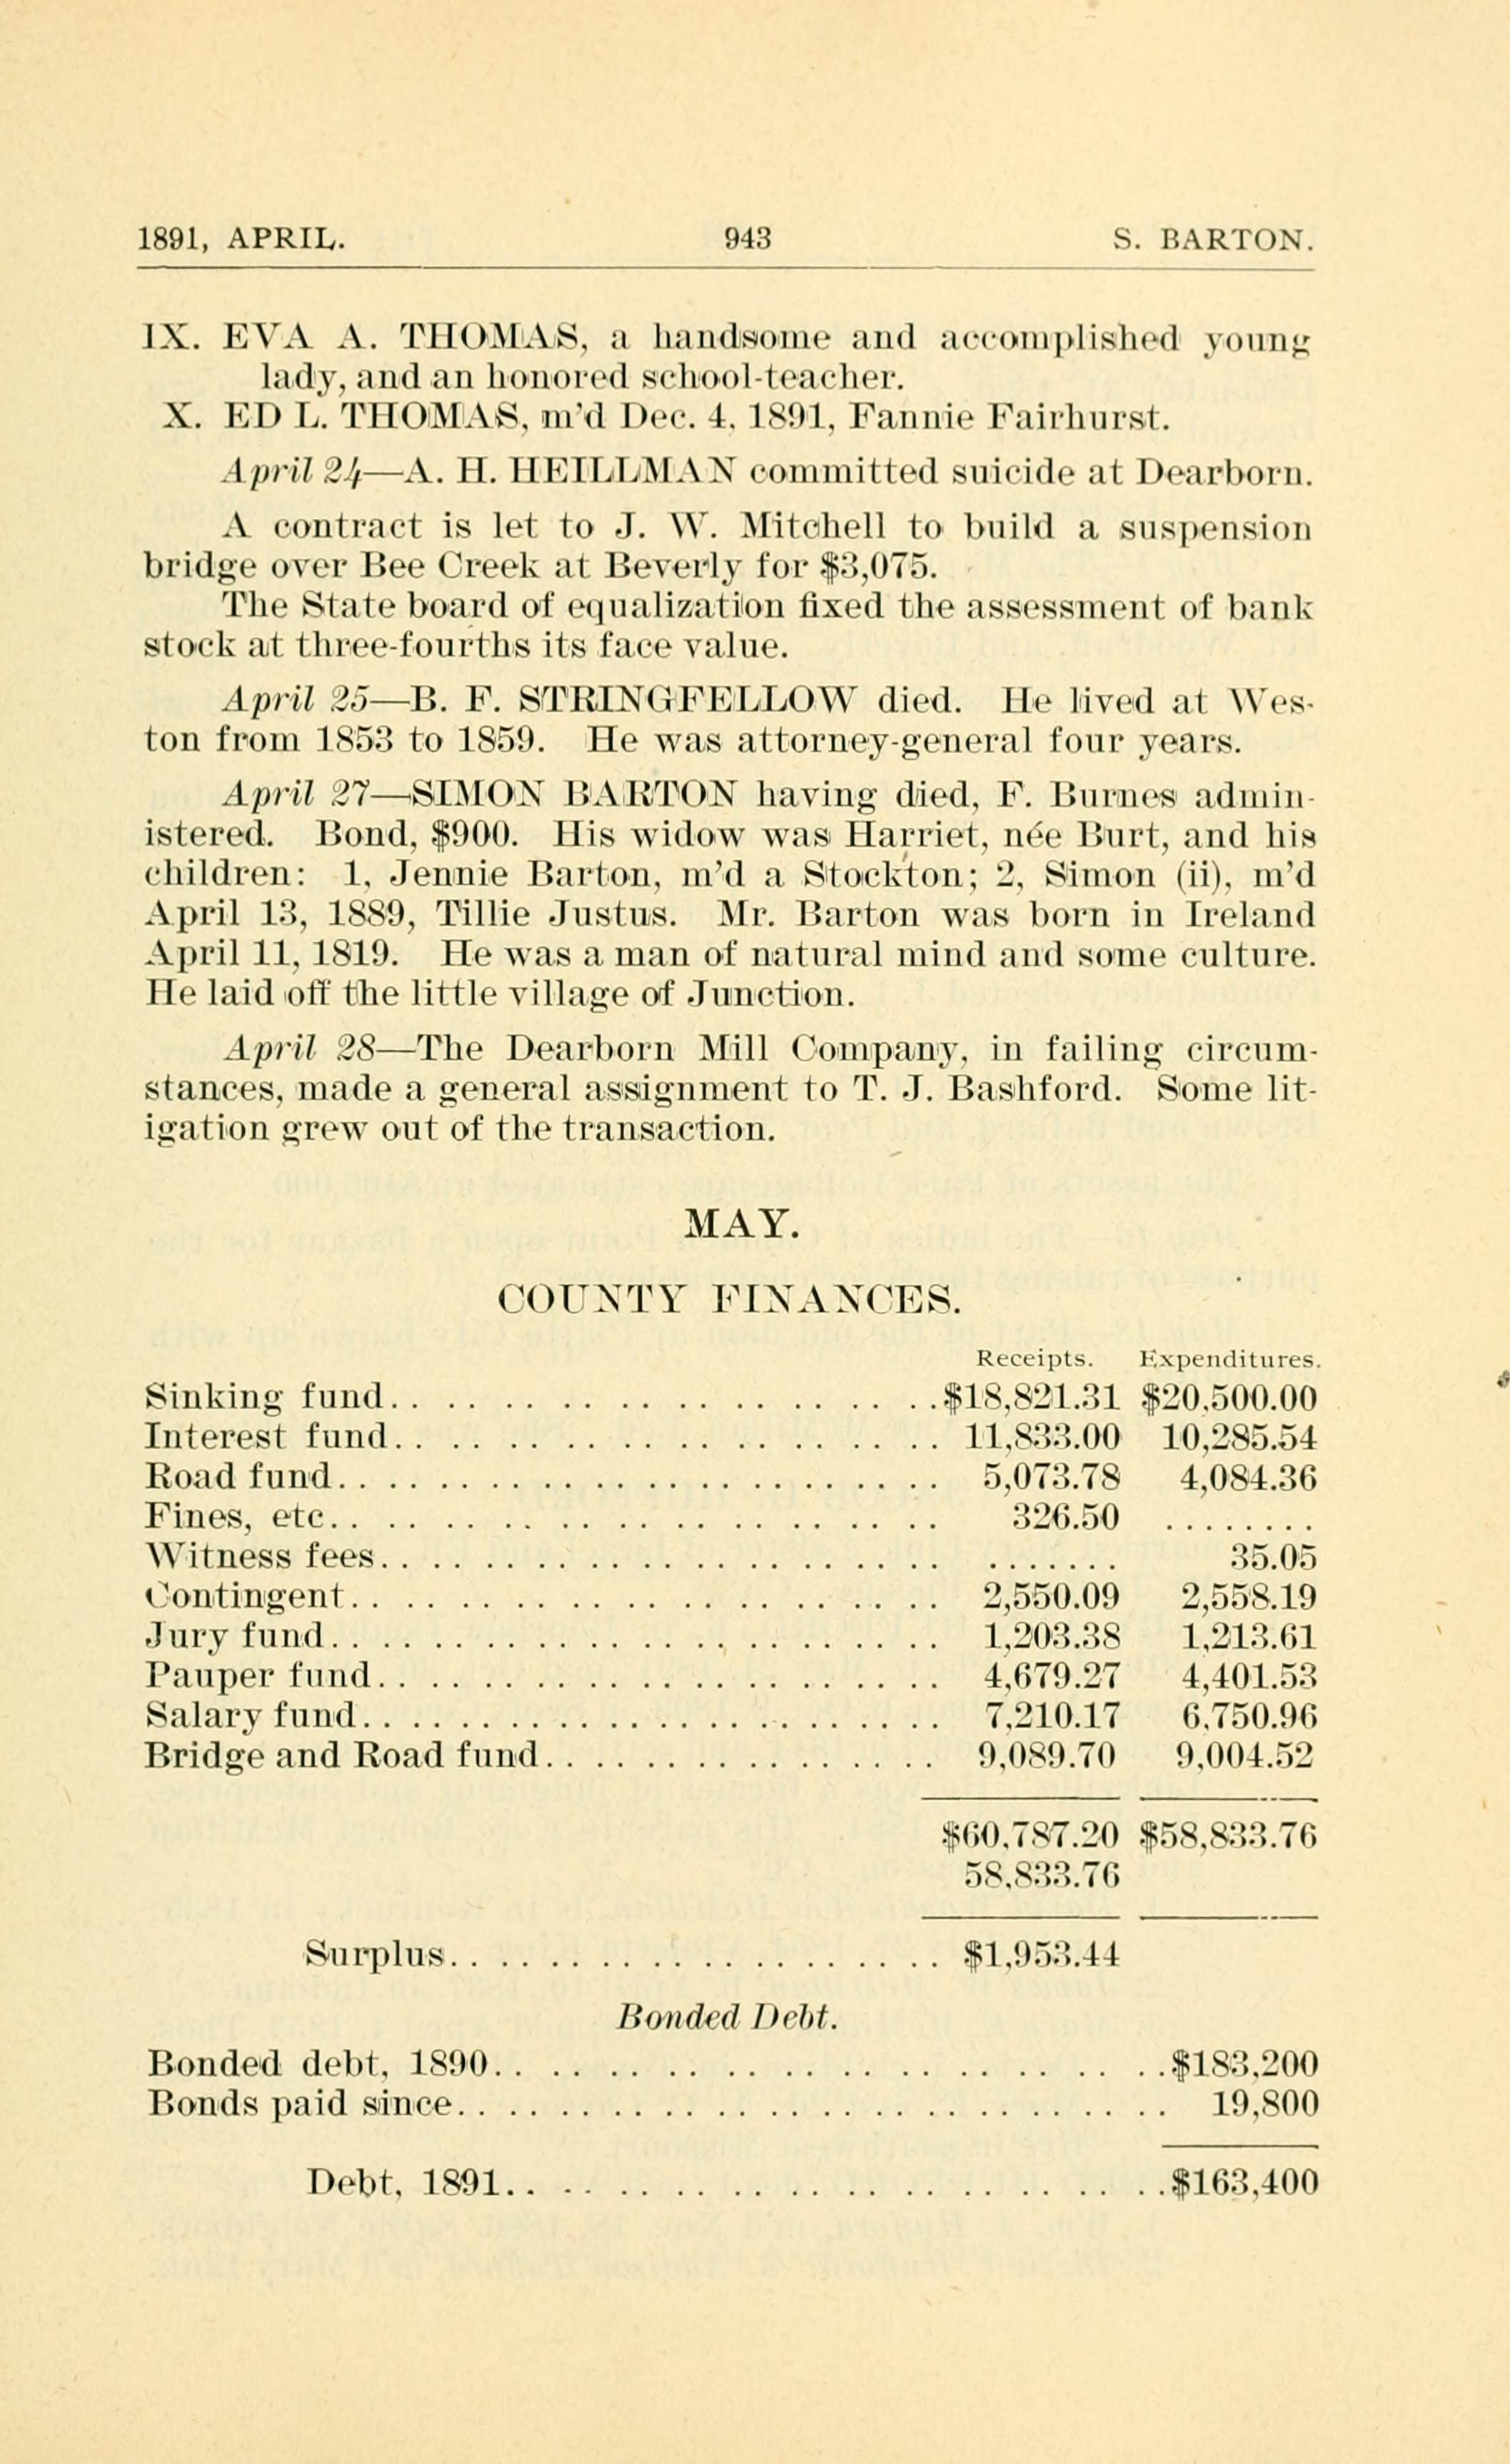 1891, APRIL. 943 S. BARTON.
IX. EVA A. THOMAS, a handsome and accomplished young
lady, and an honored school-teacher.
X. ED L. THOMAS, m'd Dec. 4, 1891, Fannie Fairhurst.
April 24—A. H. HEILLMAN committed suicide at Dearborn.
A contract is let to J. W. Mitchell to build a suspension
bridge over Bee Creek at Beverly for $3,075.
The State board of equalization fixed the assessment of bank
stock at three-fourths its face value.
April 25—B. F. STRINGFELLOW died. He lived at Wes-
ton from 1853 to 1859. He was attorney-general four years.
April 27—SIMON BARTON having died, F. Burnes admin-
istered. Bond, $900. His widow was Harriet, née Burt, and his
children: 1, Jennie Barton, m'd a Stockton; 2, Simon (ii), m'd
April 13, 1889, Tillie Justus. Mr. Barton was born in Ireland
April 11, 1819. He was a man of natural mind and some culture.
He laid off the little village of Junction.
April 28—The Dearborn Mill Company, in failing circum-
stances, made a general assignment to T. J. Bashford. Some lit-
igation grew out of the transaction.
MAY.
COUNTY FINANCES.
Receipts. Expenditures.
Sinking fund. . . . . . . . . . . . . . . . . . . . . $18,821.31 $20,500.00
Interest fund. . . . . . . . . . . . . . . . . . . . . 11,833.00 10,285.54
Road fund. . . . . . . . . . . . . . . . . . . . . . . 5,073.78 4,084.36
Fines, etc. . . . . . . . . . . . . . . . . . . . . . . 326.50 ........
Witness fees. . . . . . . . . . . . . . . . . . . . . ....... 35.05
Contingent. . . . . . . . . . . . . . . . . . . . . . 2,550.09 2,558.19
Jury fund. . . . . . . . . . . . . . . . . . . . . . . 1,203.38 1,213.61
Pauper fund. . . . . . . . . . . . . . . . . . . . . 4,679.27 4,401.53
Salary fund. . . . . . . . . . . . . . . . . . . . . . 7,210.17 6,750.96
Bridge and Road fund. . . . . . . . . . . . . . . 9,089.70 9,004.52
$60,787.20 $58,833.76
58,833.76
Surplus. . . . . . . . . . . . . . . . . . . $1,953.44
Bonded Debt.
Bonded debt, 1890. . . . . . . . . . . . . . . . . . . . . . . . $183,200
Bonds paid since. . . . . . . . . . . . . . . . . . . . . . . . . 19,800
Debt, 1891. . . . . . . . . . . . . . . . . . . . . . . $163,400